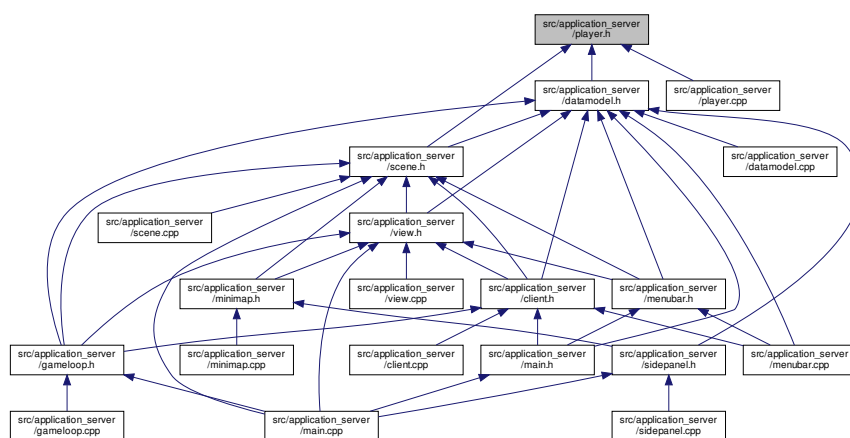 src/application_server
/player.h
src/application_server
/datamodel.h
src/application_server
/player.cpp
src/application_server
/scene.h
src/application_server
/datamodel.cpp
src/application_server
/scene.cpp
src/application_server
/view.h
src/application_server
/minimap.h
src/application_server
/view.cpp
src/application_server
/client.h
src/application_server
/menubar.h
src/application_server
/gameloop.h
src/application_server
/minimap.cpp
src/application_server
/client.cpp
src/application_server
/main.h
src/application_server
/sidepanel.h
src/application_server
/menubar.cpp
src/application_server
/gameloop.cpp
src/application_server
/main.cpp
src/application_server
/sidepanel.cpp